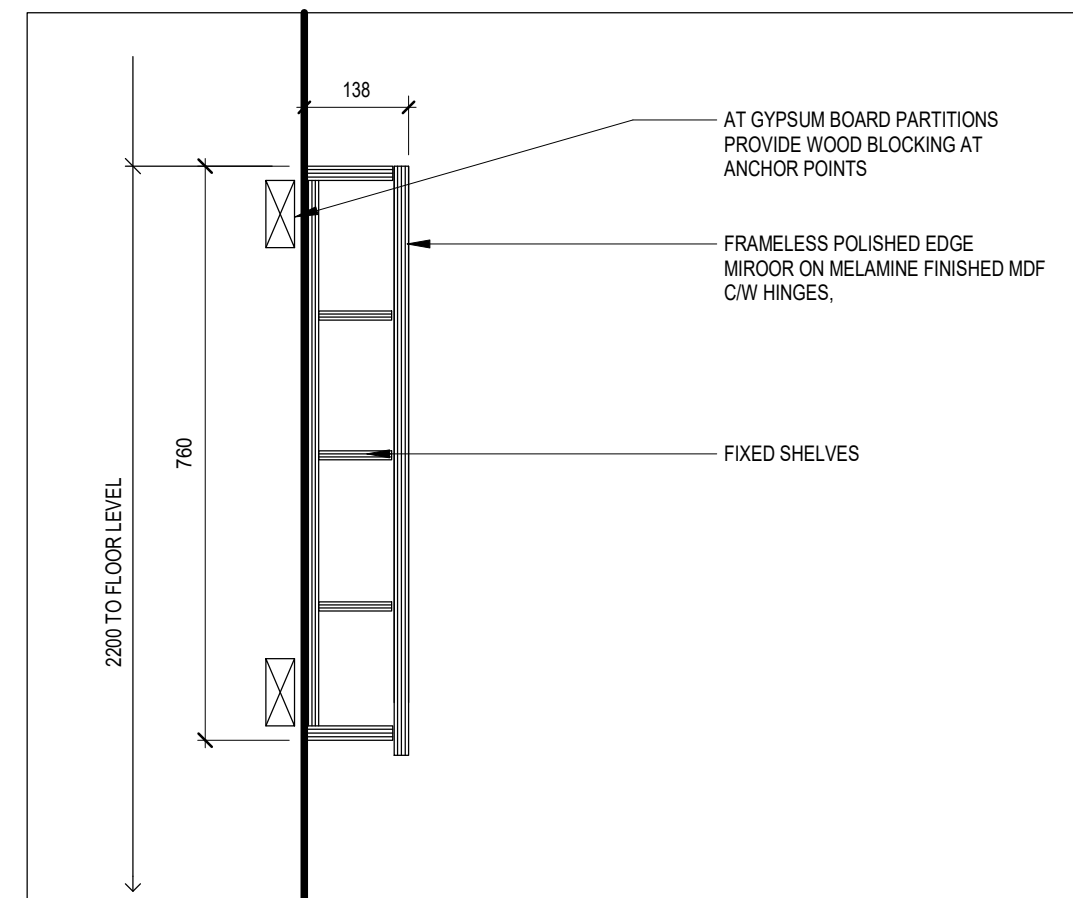 138
AT GYPSUM BOARD PARTITIONS
PROVIDE WOOD BLOCKING AT
ANCHOR POINTS
FRAMELESS POLISHED EDGE
MIROOR ON MELAMINE FINISHED MDF
C/W HINGES,
760
FIXED SHELVES
2200 TO FLOOR LEVEL